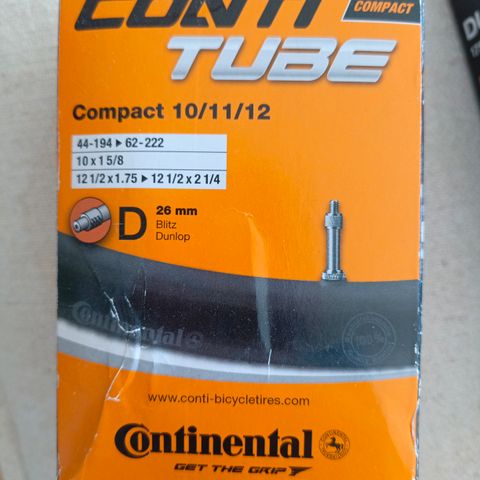 CONTI
COMPACT
TUBE
Compact 10/11/12
44-194 ▸ 62-222
10 x 1 5/8
12 1/2 x 1.75 ▸ 12 1/2 x 2 1/4
D
26 mm
Blitz
Dunlop
Continental
100%
www.conti-bicycletires.com
Continental
GET THE GRIP